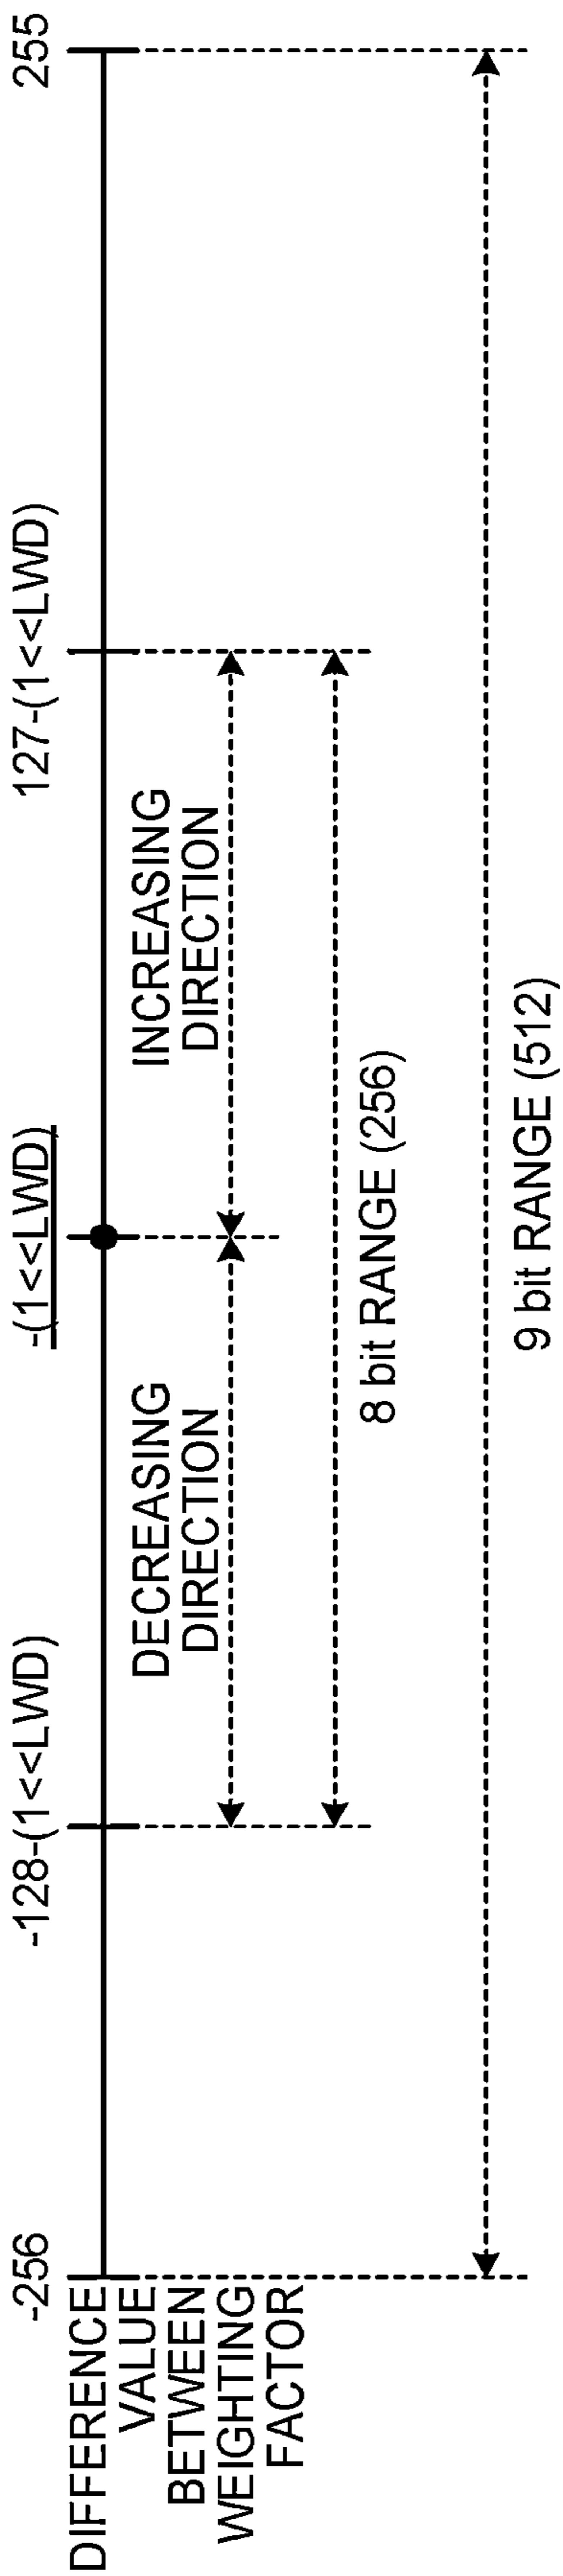 -256
-128-(1<<LWD)
-(1<<LWD)
127-(1<<LWD)
255
DIFFERENCE
VALUE
BETWEEN
WEIGHTING
FACTOR
DECREASING
DIRECTION
INCREASING
DIRECTION
8 bit RANGE (256)
9 bit RANGE (512)